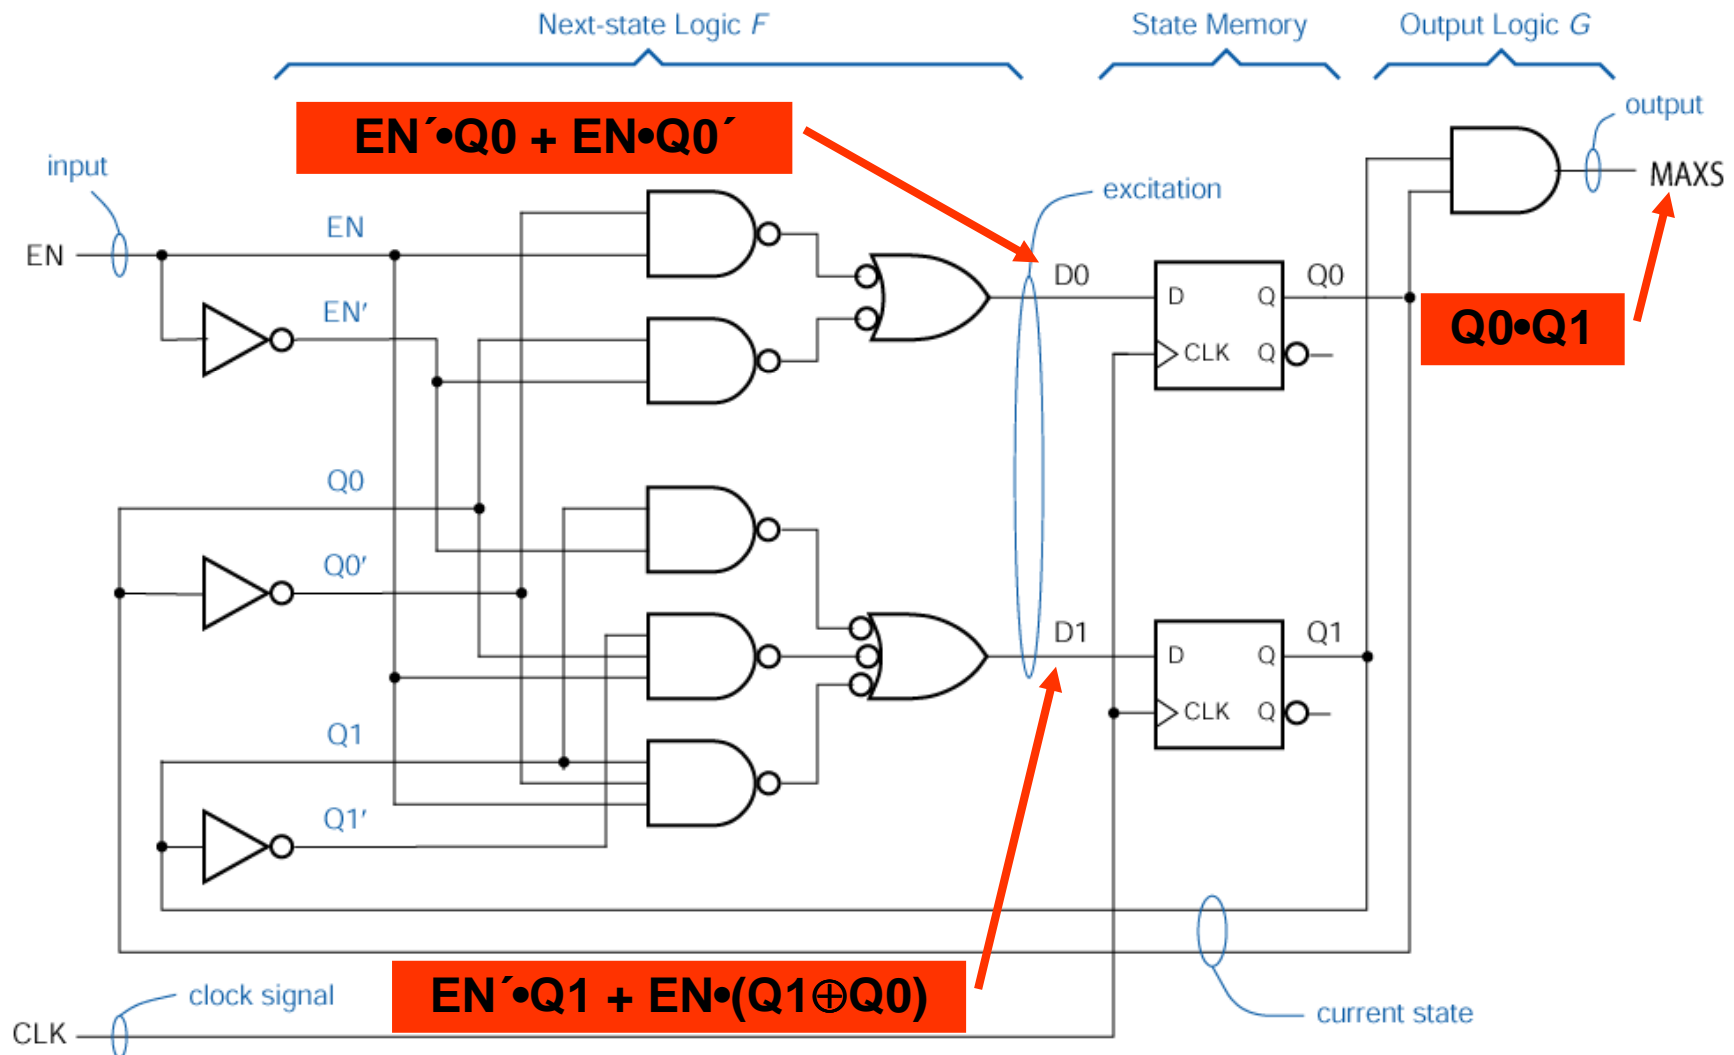 Next-state Logic F
State Memory
Output Logic G
EN´•Q0 + EN•Q0´
output
input
MAXS
excitation
EN
EN
D0
Q0
EN'
D
Q
CLK
Q
Q0•Q1
Q0
Q0'
D1
Q1
D
Q
CLK
Q
Q1
Q1'
EN´•Q1 + EN•(Q1⊕Q0)
clock signal
current state
CLK